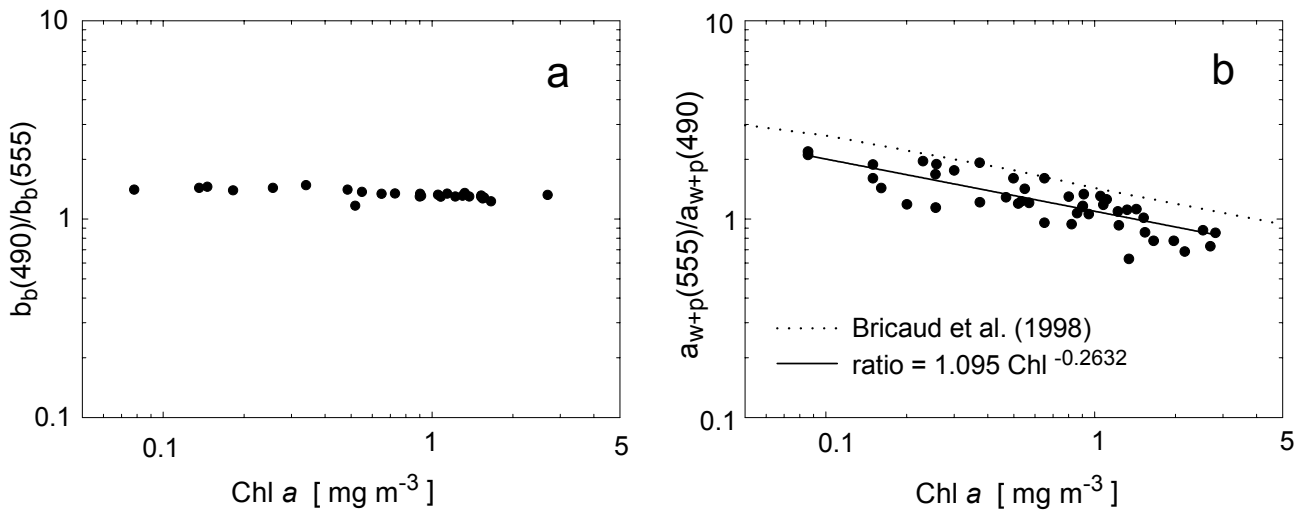 a
10
1
0.1
b_b(490)/b_b(555)
0.1
1
5
Chl a [ mg m^-3 ]
b
10
1
0.1
a_w+p(555)/a_w+p(490)
Bricaud et al. (1998)
ratio = 1.095 Chl ^-0.2632
0.1
1
5
Chl a [ mg m^-3 ]